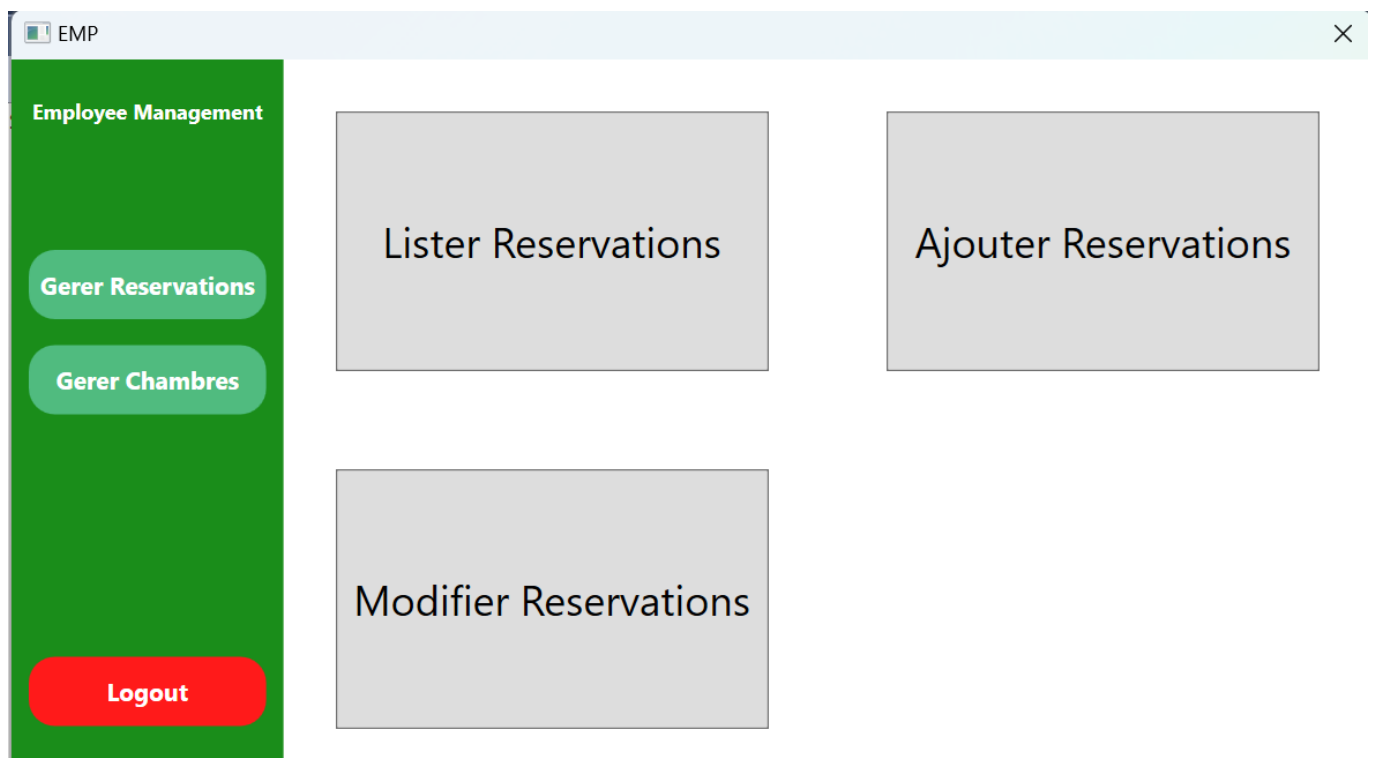 EMP
Employee Management
Gerer Reservations
Gerer Chambres
Logout
Lister Reservations
Ajouter Reservations
Modifier Reservations